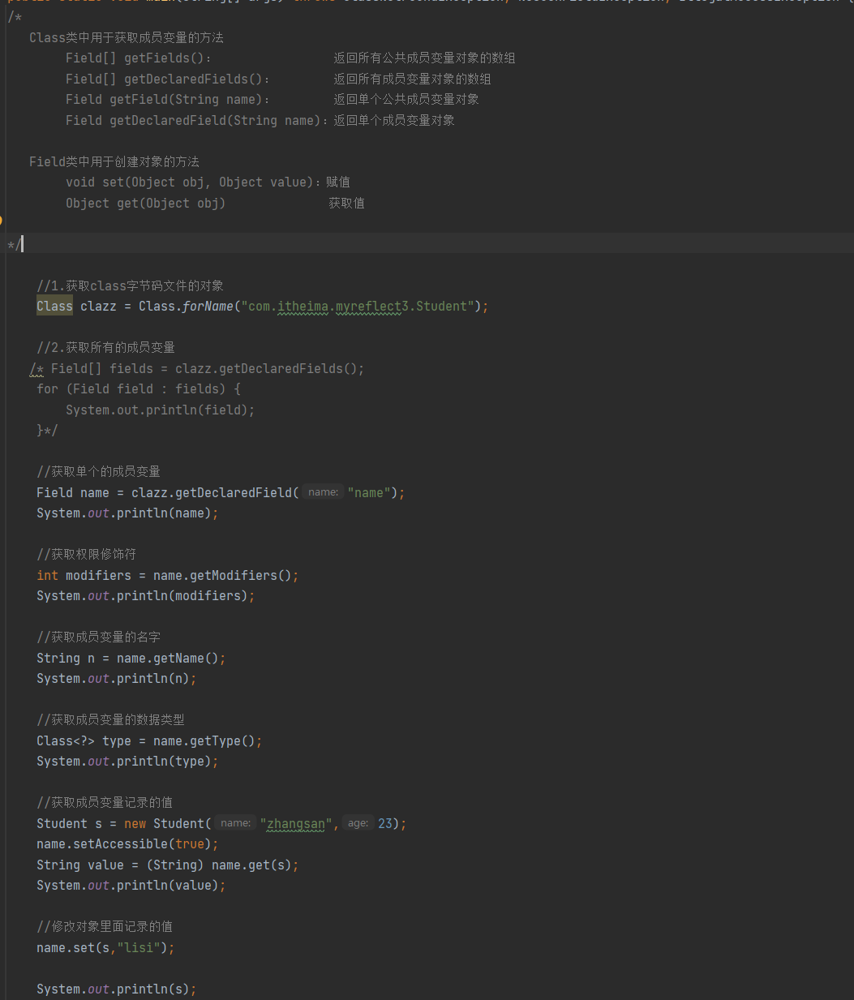 /*
Class类中用于获取成员变量的方法
Field[] getFields(): 返回所有公共成员变量对象的数组
Field[] getDeclaredFields(): 返回所有成员变量对象的数组
Field getField(String name): 返回单个公共成员变量对象
Field getDeclaredField(String name): 返回单个成员变量对象
Field类中用于创建对象的方法
void set(Object obj, Object value): 赋值
Object get(Object obj) 获取值
*/
//1.获取class字节码文件的对象
Class clazz = Class.forName("com.itheima.myreflect3.Student");
//2.获取所有的成员变量
/* Field[] fields = clazz.getDeclaredFields();
for (Field field : fields) {
System.out.println(field);
}*/
//获取单个的成员变量
Field name = clazz.getDeclaredField( name: "name");
System.out.println(name);
//获取权限修饰符
int modifiers = name.getModifiers();
System.out.println(modifiers);
//获取成员变量的名字
String n = name.getName();
System.out.println(n);
//获取成员变量的数据类型
Class<?> type = name.getType();
System.out.println(type);
//获取成员变量记录的值
Student s = new Student( name: "zhangsan", age: 23);
name.setAccessible(true);
String value = (String) name.get(s);
System.out.println(value);
//修改对象里面记录的值
name.set(s,"lisi");
System.out.println(s);